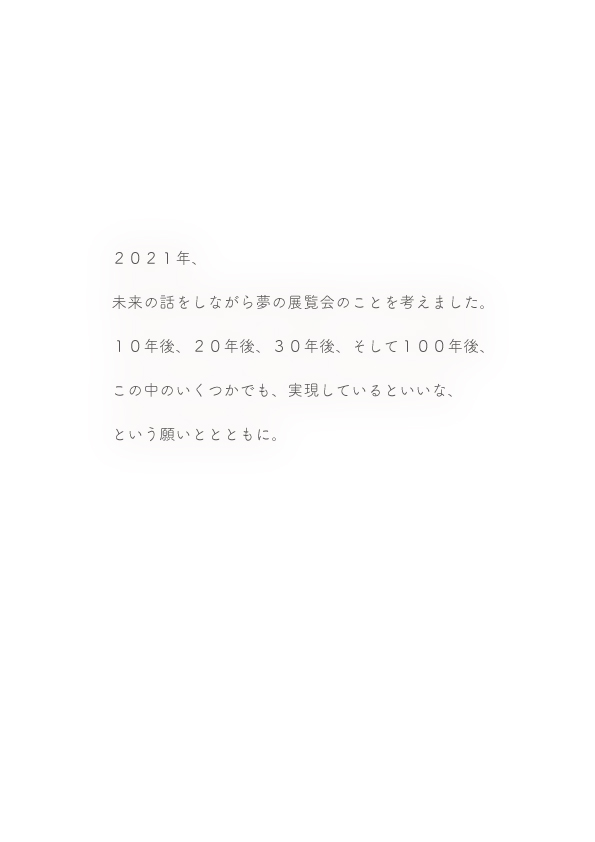 ２０２１年、
未来の話をしながら夢の展覧会のことを考えました。
１０年後、２０年後、３０年後、そして１００年後、
この中のいくつかでも、実現しているといいな、
という願いととともに。